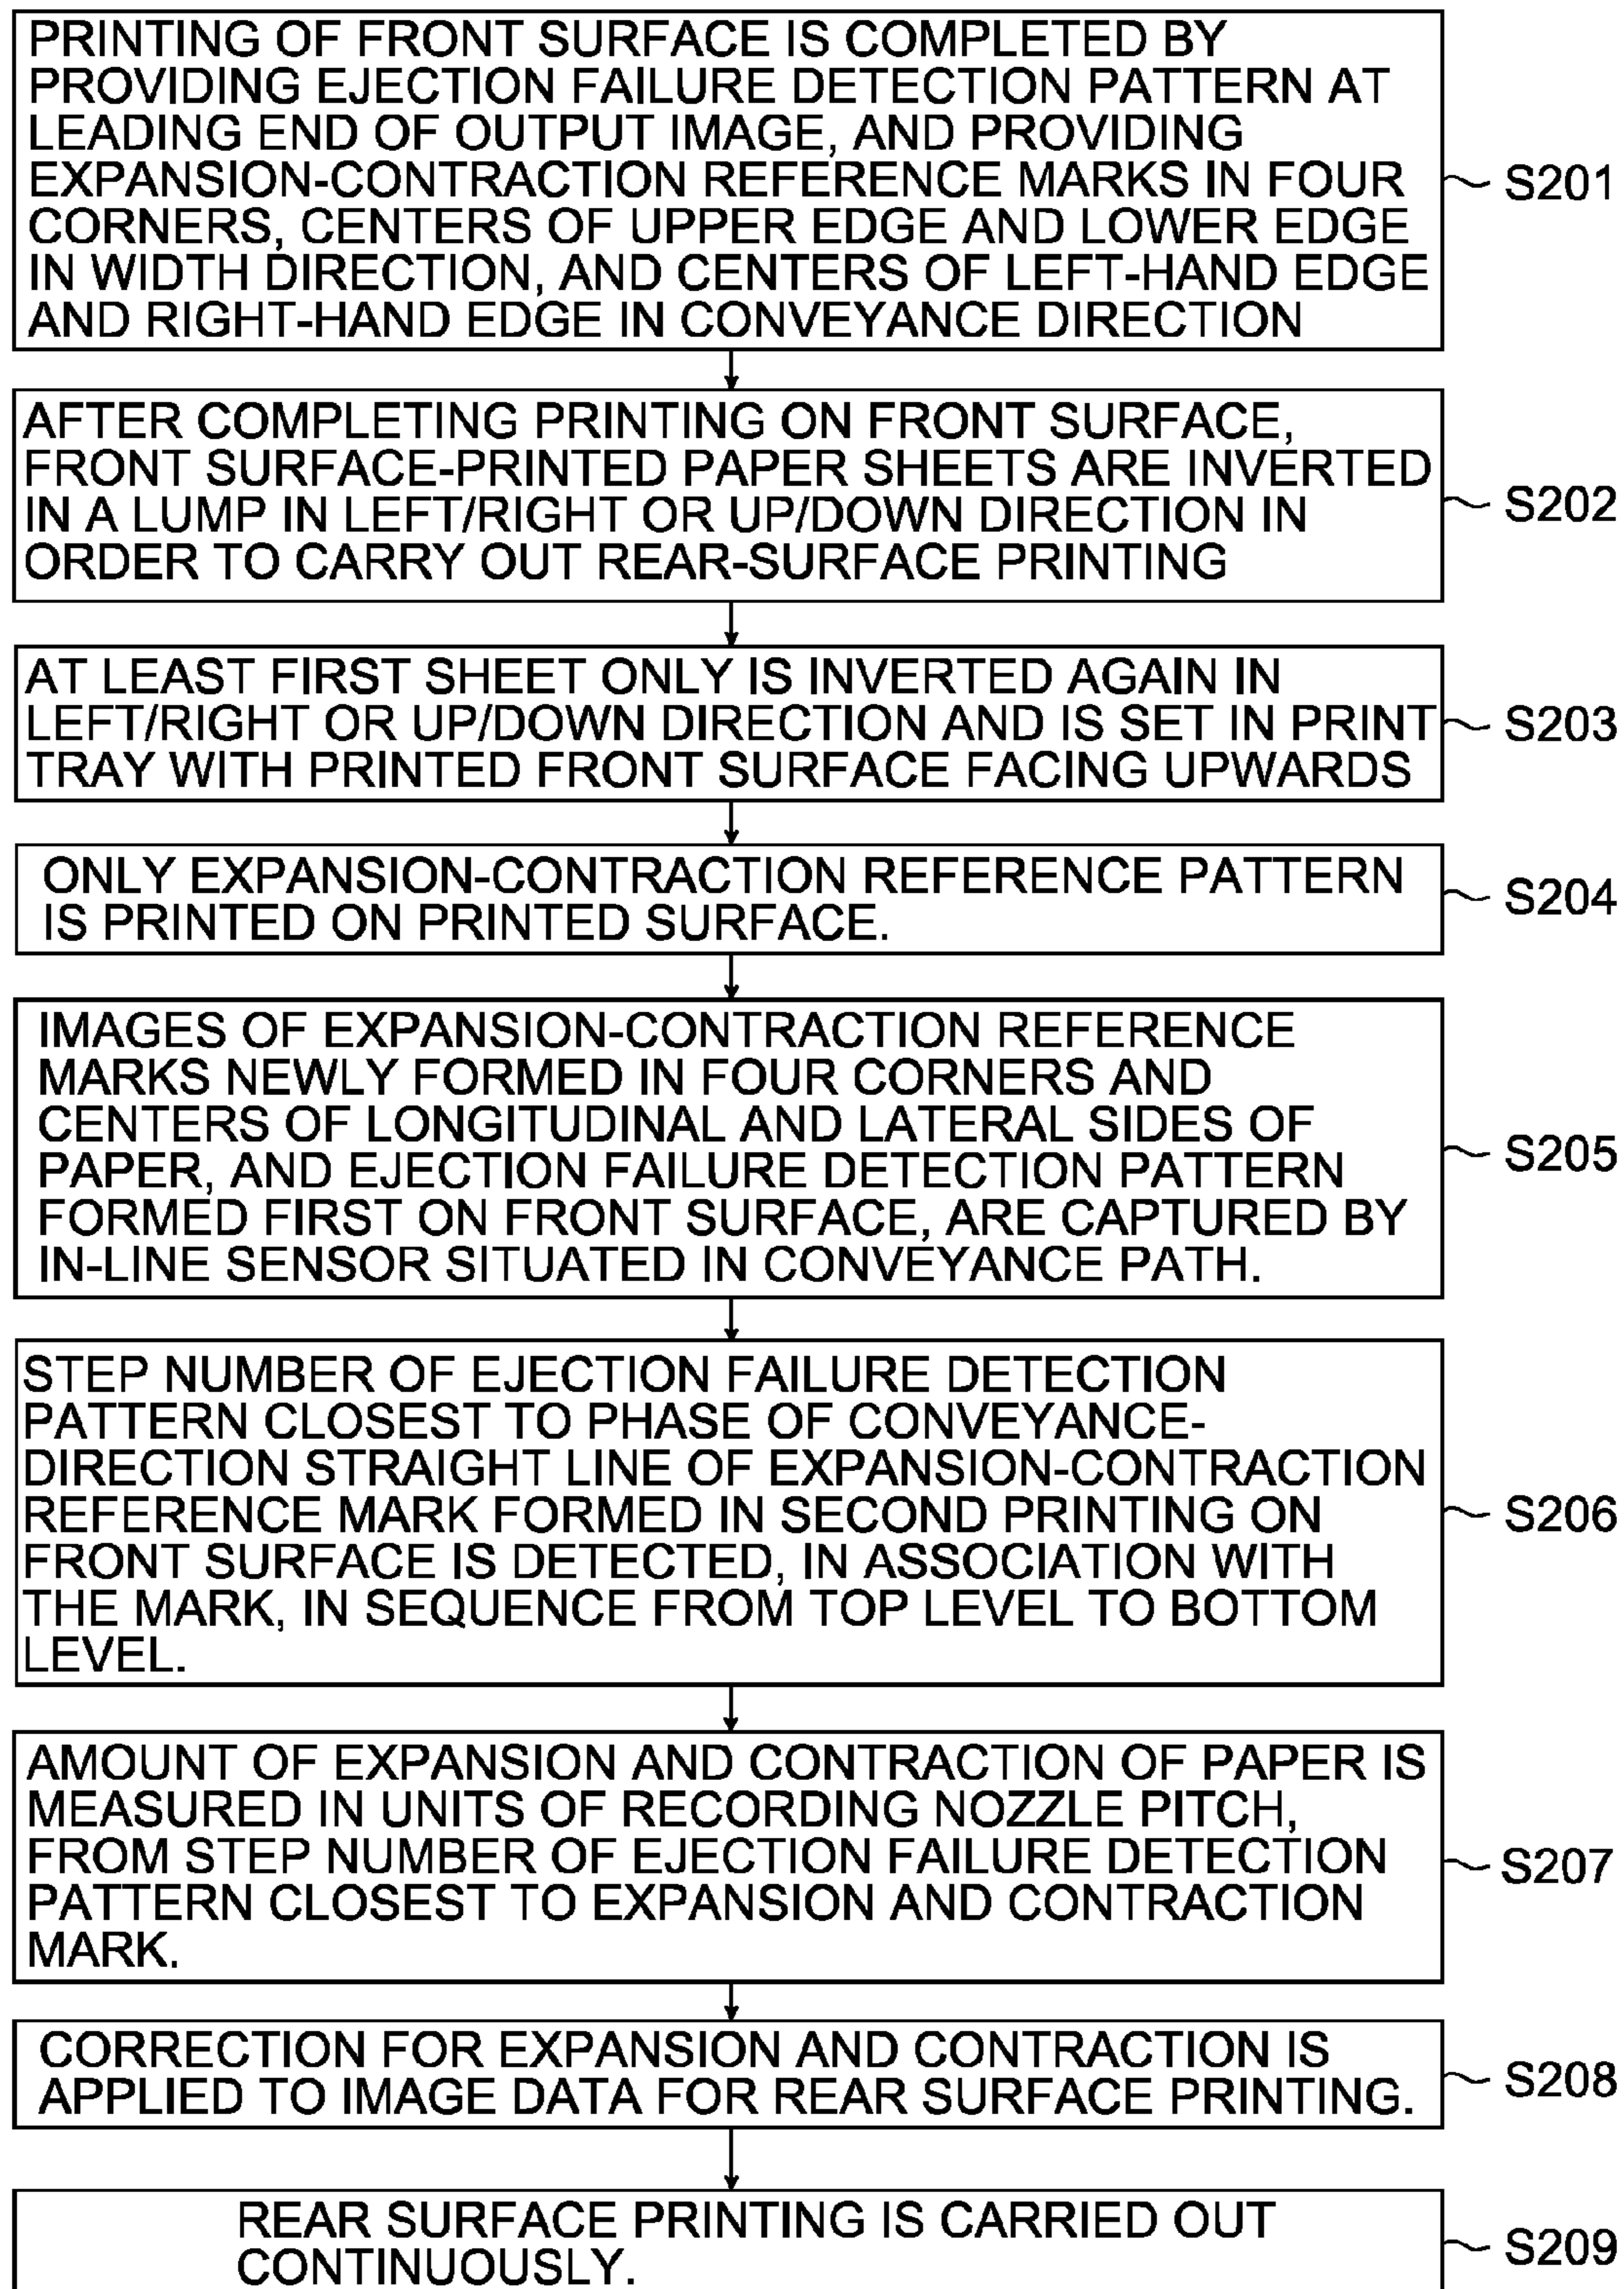 PRINTING OF FRONT SURFACE IS COMPLETED BY
PROVIDING EJECTION FAILURE DETECTION PATTERN AT
LEADING END OF OUTPUT IMAGE, AND PROVIDING
EXPANSION-CONTRACTION REFERENCE MARKS IN FOUR
CORNERS, CENTERS OF UPPER EDGE AND LOWER EDGE
IN WIDTH DIRECTION, AND CENTERS OF LEFT-HAND EDGE
AND RIGHT-HAND EDGE IN CONVEYANCE DIRECTION
S201
AFTER COMPLETING PRINTING ON FRONT SURFACE,
FRONT SURFACE-PRINTED PAPER SHEETS ARE INVERTED
IN A LUMP IN LEFT/RIGHT OR UP/DOWN DIRECTION IN
ORDER TO CARRY OUT REAR-SURFACE PRINTING
S202
AT LEAST FIRST SHEET ONLY IS INVERTED AGAIN IN
LEFT/RIGHT OR UP/DOWN DIRECTION AND IS SET IN PRINT
TRAY WITH PRINTED FRONT SURFACE FACING UPWARDS
S203
ONLY EXPANSION-CONTRACTION REFERENCE PATTERN
IS PRINTED ON PRINTED SURFACE.
S204
IMAGES OF EXPANSION-CONTRACTION REFERENCE
MARKS NEWLY FORMED IN FOUR CORNERS AND
CENTERS OF LONGITUDINAL AND LATERAL SIDES OF
PAPER, AND EJECTION FAILURE DETECTION PATTERN
FORMED FIRST ON FRONT SURFACE, ARE CAPTURED BY
IN-LINE SENSOR SITUATED IN CONVEYANCE PATH.
S205
STEP NUMBER OF EJECTION FAILURE DETECTION
PATTERN CLOSEST TO PHASE OF CONVEYANCE-
DIRECTION STRAIGHT LINE OF EXPANSION-CONTRACTION
REFERENCE MARK FORMED IN SECOND PRINTING ON
FRONT SURFACE IS DETECTED, IN ASSOCIATION WITH
THE MARK, IN SEQUENCE FROM TOP LEVEL TO BOTTOM
LEVEL.
S206
AMOUNT OF EXPANSION AND CONTRACTION OF PAPER IS
MEASURED IN UNITS OF RECORDING NOZZLE PITCH,
FROM STEP NUMBER OF EJECTION FAILURE DETECTION
PATTERN CLOSEST TO EXPANSION AND CONTRACTION
MARK.
S207
CORRECTION FOR EXPANSION AND CONTRACTION IS
APPLIED TO IMAGE DATA FOR REAR SURFACE PRINTING.
S208
REAR SURFACE PRINTING IS CARRIED OUT
CONTINUOUSLY.
S209